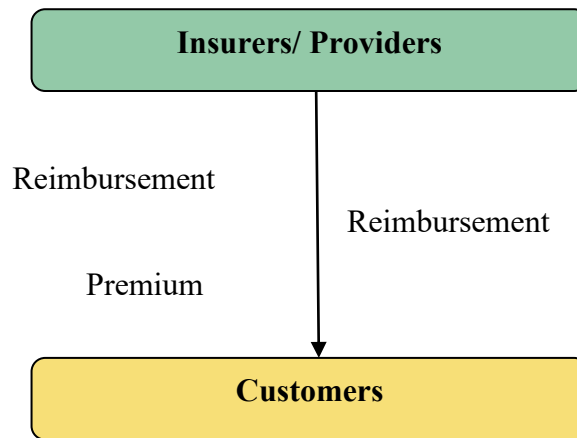 Insurers/ Providers
Reimbursement
Reimbursement
Premium
Customers